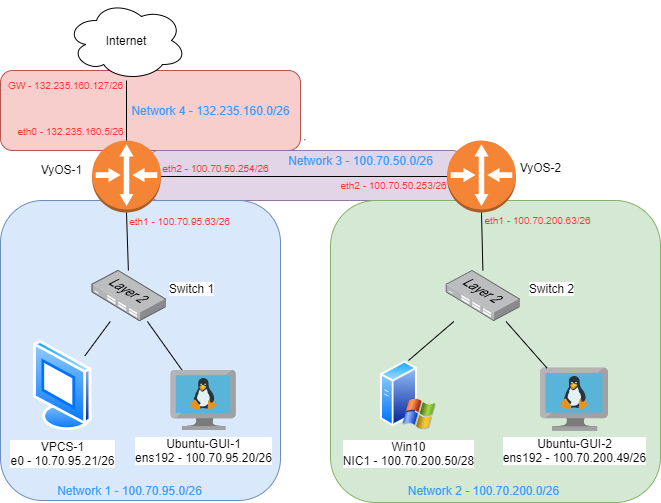 Internet
GW - 132.235.160.127/26
Network 4 - 132.235.160.0/26
eth0 - 132.235.160.5/26
VyOS-1
Network 3 - 100.70.50.0/26
VyOS-2
eth2 - 100.70.50.254/26
eth2 - 100.70.50.253/26
eth1 - 100.70.95.63/26
eth1 - 100.70.200.63/26
Layer 2
Switch 1
Layer 2
Switch 2
VPCS-1
e0 - 10.70.95.21/26
Ubuntu-GUI-1
ens192 - 100.70.95.20/26
Win10
NIC1 - 100.70.200.50/28
Ubuntu-GUI-2
ens192 - 100.70.200.49/26
Network 1 - 100.70.95.0/26
Network 2 - 100.70.200.0/26